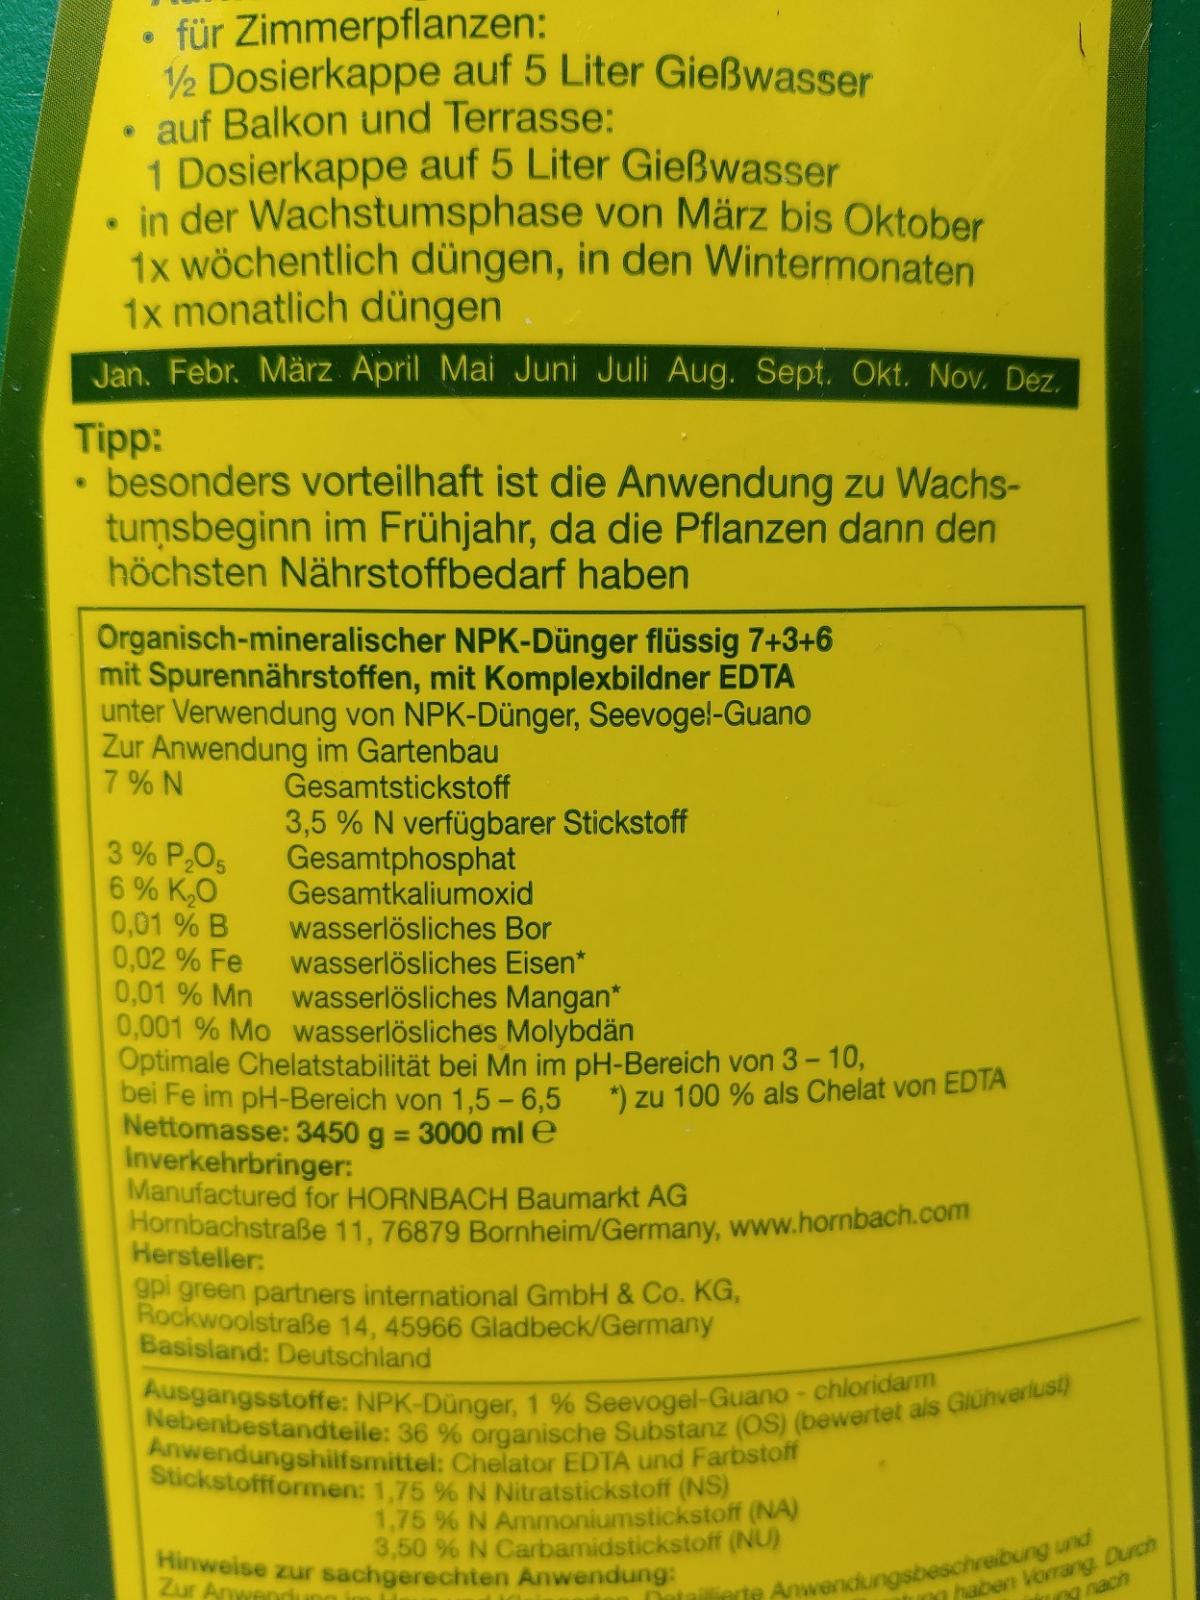 • für Zimmerpflanzen:
½ Dosierkappe auf 5 Liter Gießwasser
• auf Balkon und Terrasse:
1 Dosierkappe auf 5 Liter Gießwasser
• in der Wachstumsphase von März bis Oktober
1x wöchentlich düngen, in den Wintermonaten
1x monatlich düngen
Jan. Febr. März April Mai Juni Juli Aug. Sept. Okt. Nov. Dez.
Tipp:
• besonders vorteilhaft ist die Anwendung zu Wachs-
tumsbeginn im Frühjahr, da die Pflanzen dann den
höchsten Nährstoffbedarf haben
Organisch-mineralischer NPK-Dünger flüssig 7+3+6
mit Spurennährstoffen, mit Komplexbildner EDTA
unter Verwendung von NPK-Dünger, Seevogel-Guano
Zur Anwendung im Gartenbau
7 % N Gesamtstickstoff
3,5 % N verfügbarer Stickstoff
3 % P₂O₅ Gesamtphosphat
6 % K₂O Gesamtkaliumoxid
0,01 % B wasserlösliches Bor
0,02 % Fe wasserlösliches Eisen*
0,01 % Mn wasserlösliches Mangan*
0,001 % Mo wasserlösliches Molybdän
Optimale Chelatstabilität bei Mn im pH-Bereich von 3 – 10,
bei Fe im pH-Bereich von 1,5 – 6,5 *) zu 100 % als Chelat von EDTA
Nettomasse: 3450 g = 3000 ml ℮
Inverkehrbringer:
Manufactured for HORNBACH Baumarkt AG
Hornbachstraße 11, 76879 Bornheim/Germany, www.hornbach.com
Hersteller:
gpi green partners international GmbH & Co. KG,
Rockwoolstraße 14, 45966 Gladbeck/Germany
Basisland: Deutschland
Ausgangsstoffe: NPK-Dünger, 1 % Seevogel-Guano - chloridarm
Nebenbestandteile: 36 % organische Substanz (OS) (bewertet als Glühverlust)
Anwendungshilfsmittel: Chelator EDTA und Farbstoff
Stickstoffformen: 1,75 % N Nitratstickstoff (NS)
1,75 % N Ammoniumstickstoff (NA)
3,50 % N Carbamidstickstoff (NU)
Hinweise zur sachgerechten Anwendung:
Zur Anwendung im Detaillierte Anwendungsbeschreibung und
haben Vorrang. Durch
nach